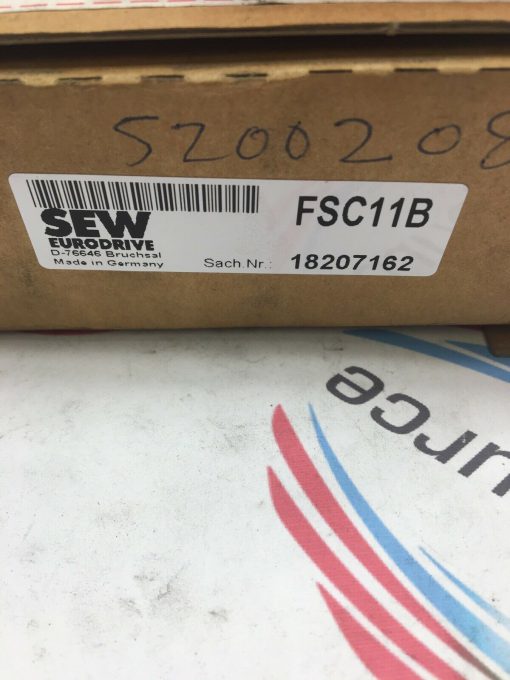 5200208
SEW
EURODRIVE
D-76646 Bruchsal
Made in Germany
FSC11B
Sach.Nr.: 18207162
urce